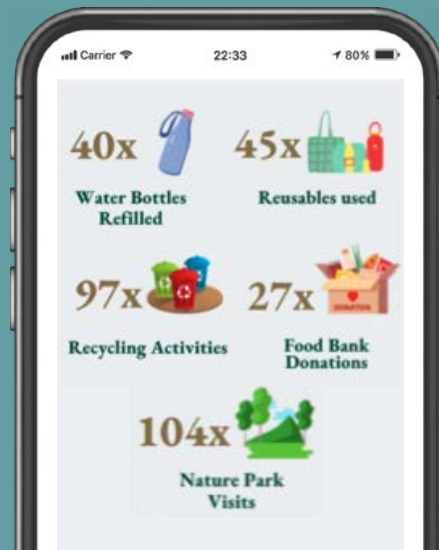 Carrier 22:33 80%
40x 45x
Water Bottles Refilled
Reusables used
97x 27x
Recycling Activities
Food Bank Donations
DONATION
104x
Nature Park
Visits